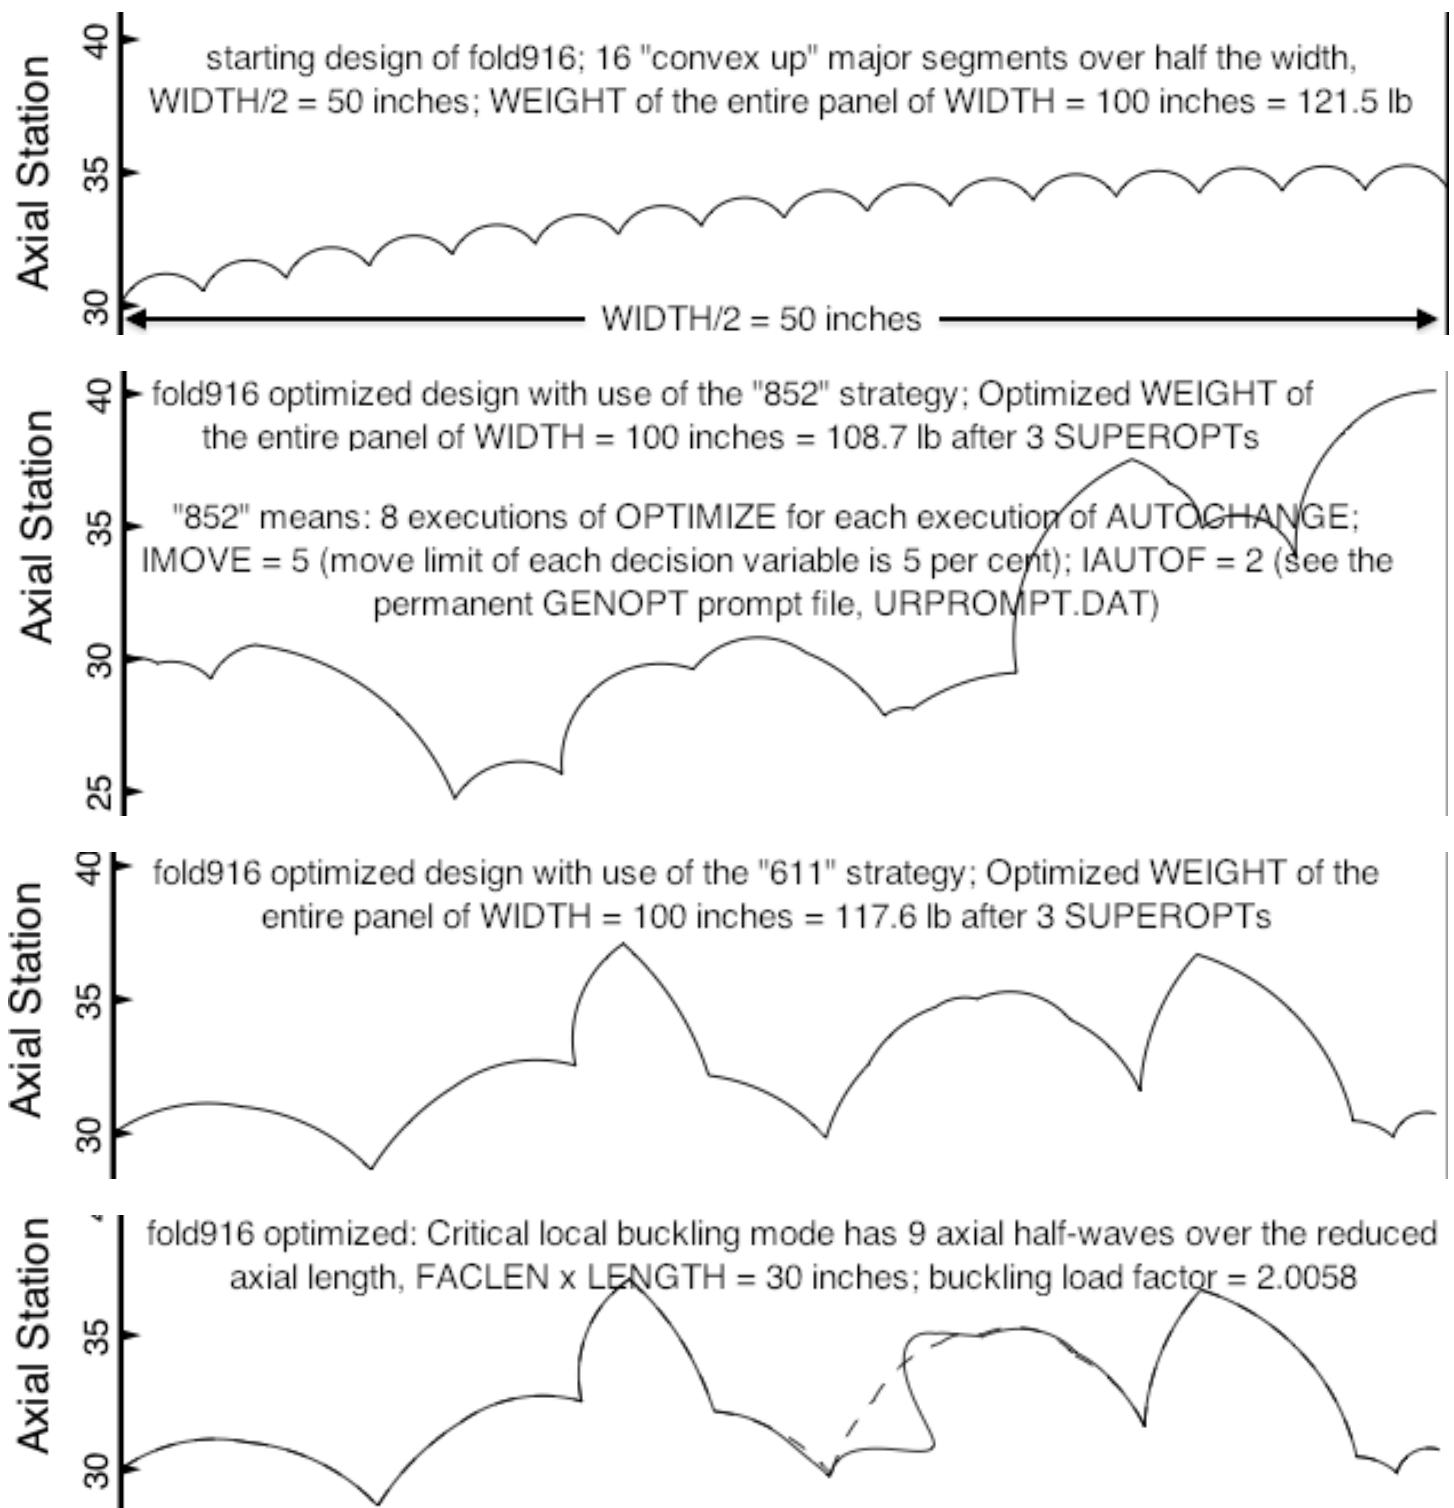 40
starting design of fold916; 16 "convex up" major segments over half the width,
WIDTH/2 = 50 inches; WEIGHT of the entire panel of WIDTH = 100 inches = 121.5 lb
Axial Station
35
30
WIDTH/2 = 50 inches
40
fold916 optimized design with use of the "852" strategy; Optimized WEIGHT of
the entire panel of WIDTH = 100 inches = 108.7 lb after 3 SUPEROPTs
Axial Station
35
"852" means: 8 executions of OPTIMIZE for each execution of AUTOCHANGE;
IMOVE = 5 (move limit of each decision variable is 5 per cent); IAUTOF = 2 (see the
permanent GENOPT prompt file, URPROMPT.DAT)
30
25
40
fold916 optimized design with use of the "611" strategy; Optimized WEIGHT of the
entire panel of WIDTH = 100 inches = 117.6 lb after 3 SUPEROPTs
Axial Station
35
30
fold916 optimized: Critical local buckling mode has 9 axial half-waves over the reduced
axial length, FACLEN x LENGTH = 30 inches; buckling load factor = 2.0058
Axial Station
35
30